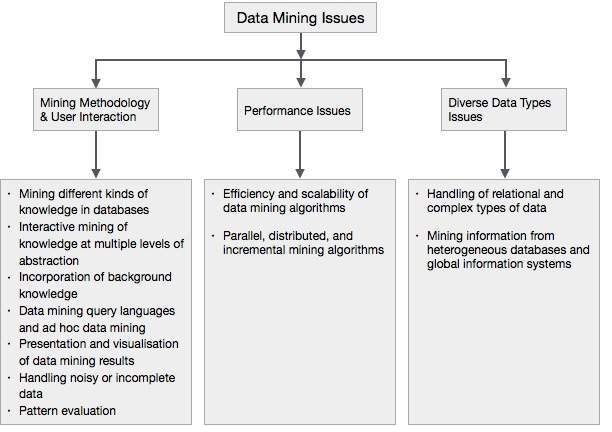 Data Mining Issues
Mining Methodology
& User Interaction
Performance Issues
Diverse Data Types
Issues
· Mining different kinds of
knowledge in databases
· Interactive mining of
knowledge at multiple levels of
abstraction
· Incorporation of background
knowledge
· Data mining query languages
and ad hoc data mining
· Presentation and visualisation
of data mining results
· Handling noisy or incomplete
data
· Pattern evaluation
· Efficiency and scalability of
data mining algorithms
· Parallel, distributed, and
incremental mining algorithms
· Handling of relational and
complex types of data
· Mining information from
heterogeneous databases and
global information systems